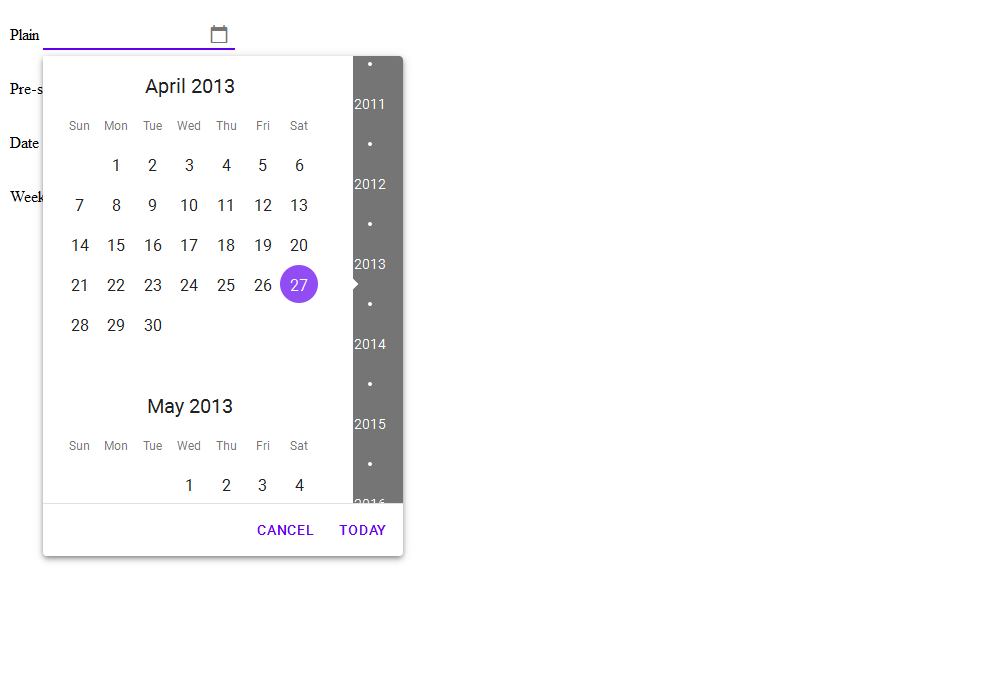 Plain
April 2013
Sun Mon Tue Wed Thu Fri Sat
1 2 3 4 5 6
7 8 9 10 11 12 13
14 15 16 17 18 19 20
21 22 23 24 25 26 27
28 29 30
May 2013
Sun Mon Tue Wed Thu Fri Sat
1 2 3 4
2011
2012
2013
2014
2015
2016
CANCEL TODAY
Pre-s
Date
Week